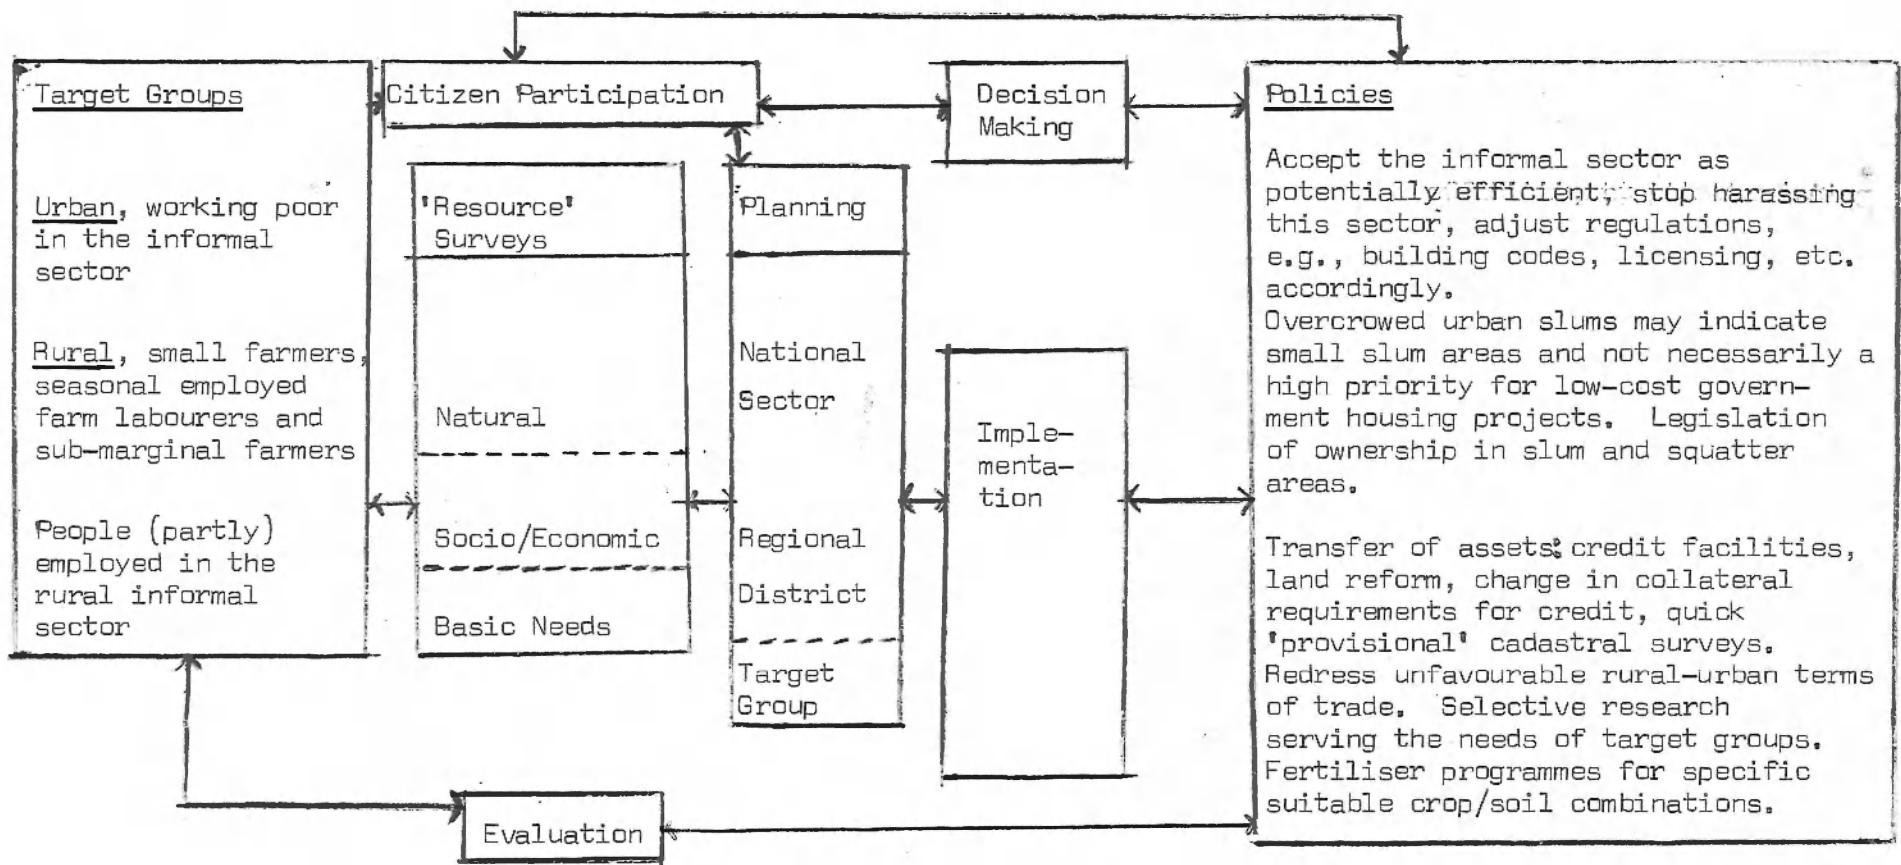 Target Groups
Urban, working poor
in the informal
sector
Rural, small farmers,
seasonal employed
farm labourers and
sub-marginal farmers
People (partly)
employed in the
rural informal
sector
Citizen Participation
'Resource'
Surveys
Natural
Socio/Economic
Basic Needs
Planning
National
Sector
Regional
District
Target
Group
Decision
Making
Imple-
menta-
tion
Evaluation
Policies
Accept the informal sector as
potentially efficient, stop harassing
this sector, adjust regulations,
e.g., building codes, licensing, etc.
accordingly.
Overcrowed urban slums may indicate
small slum areas and not necessarily a
high priority for low-cost govern-
ment housing projects. Legislation
of ownership in slum and squatter
areas.
Transfer of assets: credit facilities,
land reform, change in collateral
requirements for credit, quick
'provisional' cadastral surveys.
Redress unfavourable rural-urban terms
of trade. Selective research
serving the needs of target groups.
Fertiliser programmes for specific
suitable crop/soil combinations.